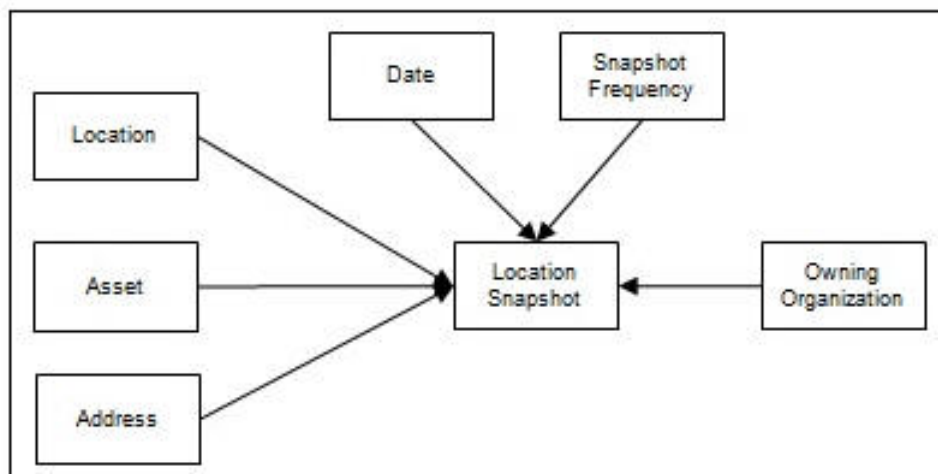 Date
Snapshot
Frequency
Location
Asset
Location
Snapshot
Owning
Organization
Address